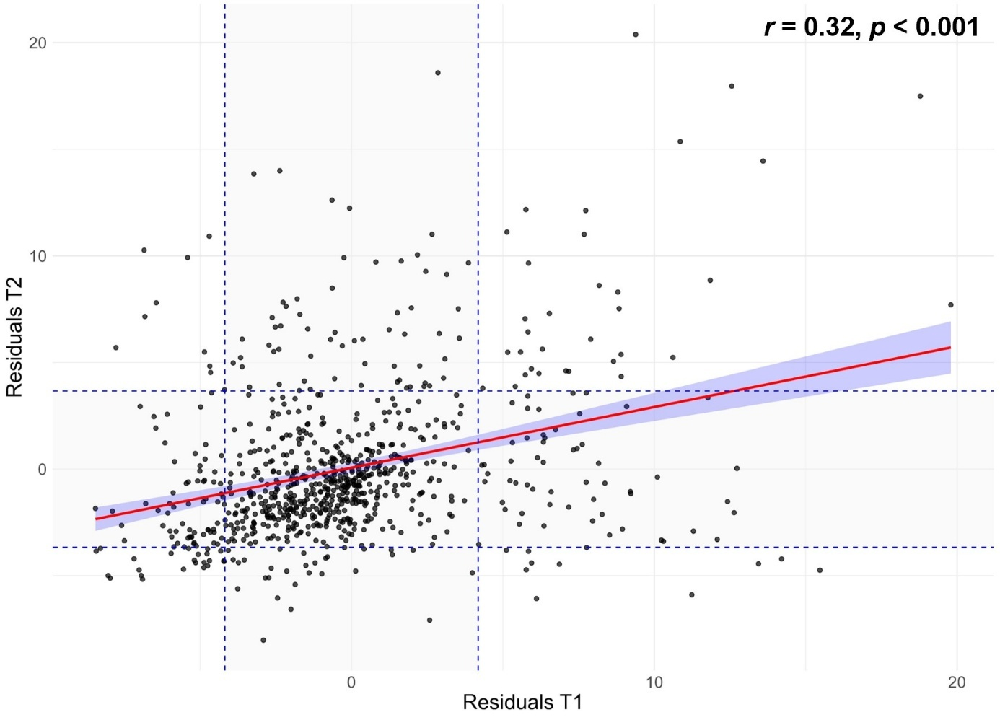 r = 0.32, p < 0.001
20
10
0
Residuals T2
0
10
20
Residuals T1